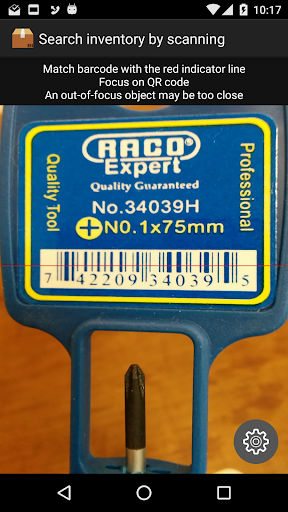 10:17
Search inventory by scanning
Match barcode with the red indicator line
Focus on QR code
An out-of-focus object may be too close
RACO®
Expert
Quality Guaranteed
Quality Tool
Professional
No.34039H
N0.1x75mm
7 42209 34039 5